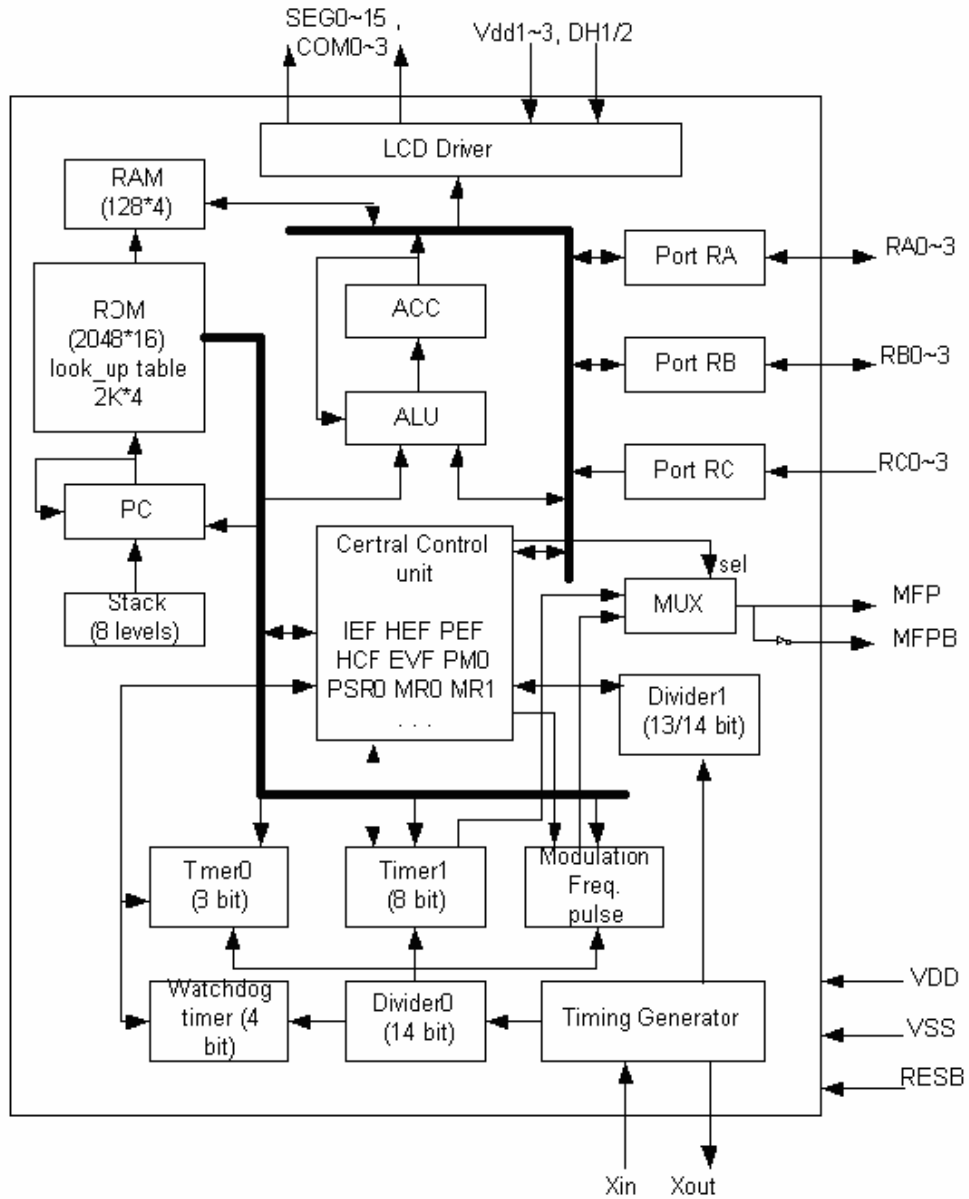 SEG0~15 ,
COM0~3
Vdd1~3, DH1/2
LCD Driver
RAM
(128*4)
ROM
(2048*16)
look_up table
2K*4
ACC
ALU
PC
Stack
(8 levels)
Port RA
RA0~3
Port RB
RB0~3
Port RC
RC0~3
Certral Control
unit
IEF HEF PEF
HCF EVF PM0
PSR0 MR0 MR1
. . .
sel
MUX
MFP
MFPB
Divider1
(13/14 bit)
Tmer0
(3 bit)
Timer1
(8 bit)
Modulation
Freq.
pulse
Watchdog
timer (4
bit)
Divider0
(14 bit)
Timing Generator
VDD
VSS
RESB
Xin
Xout